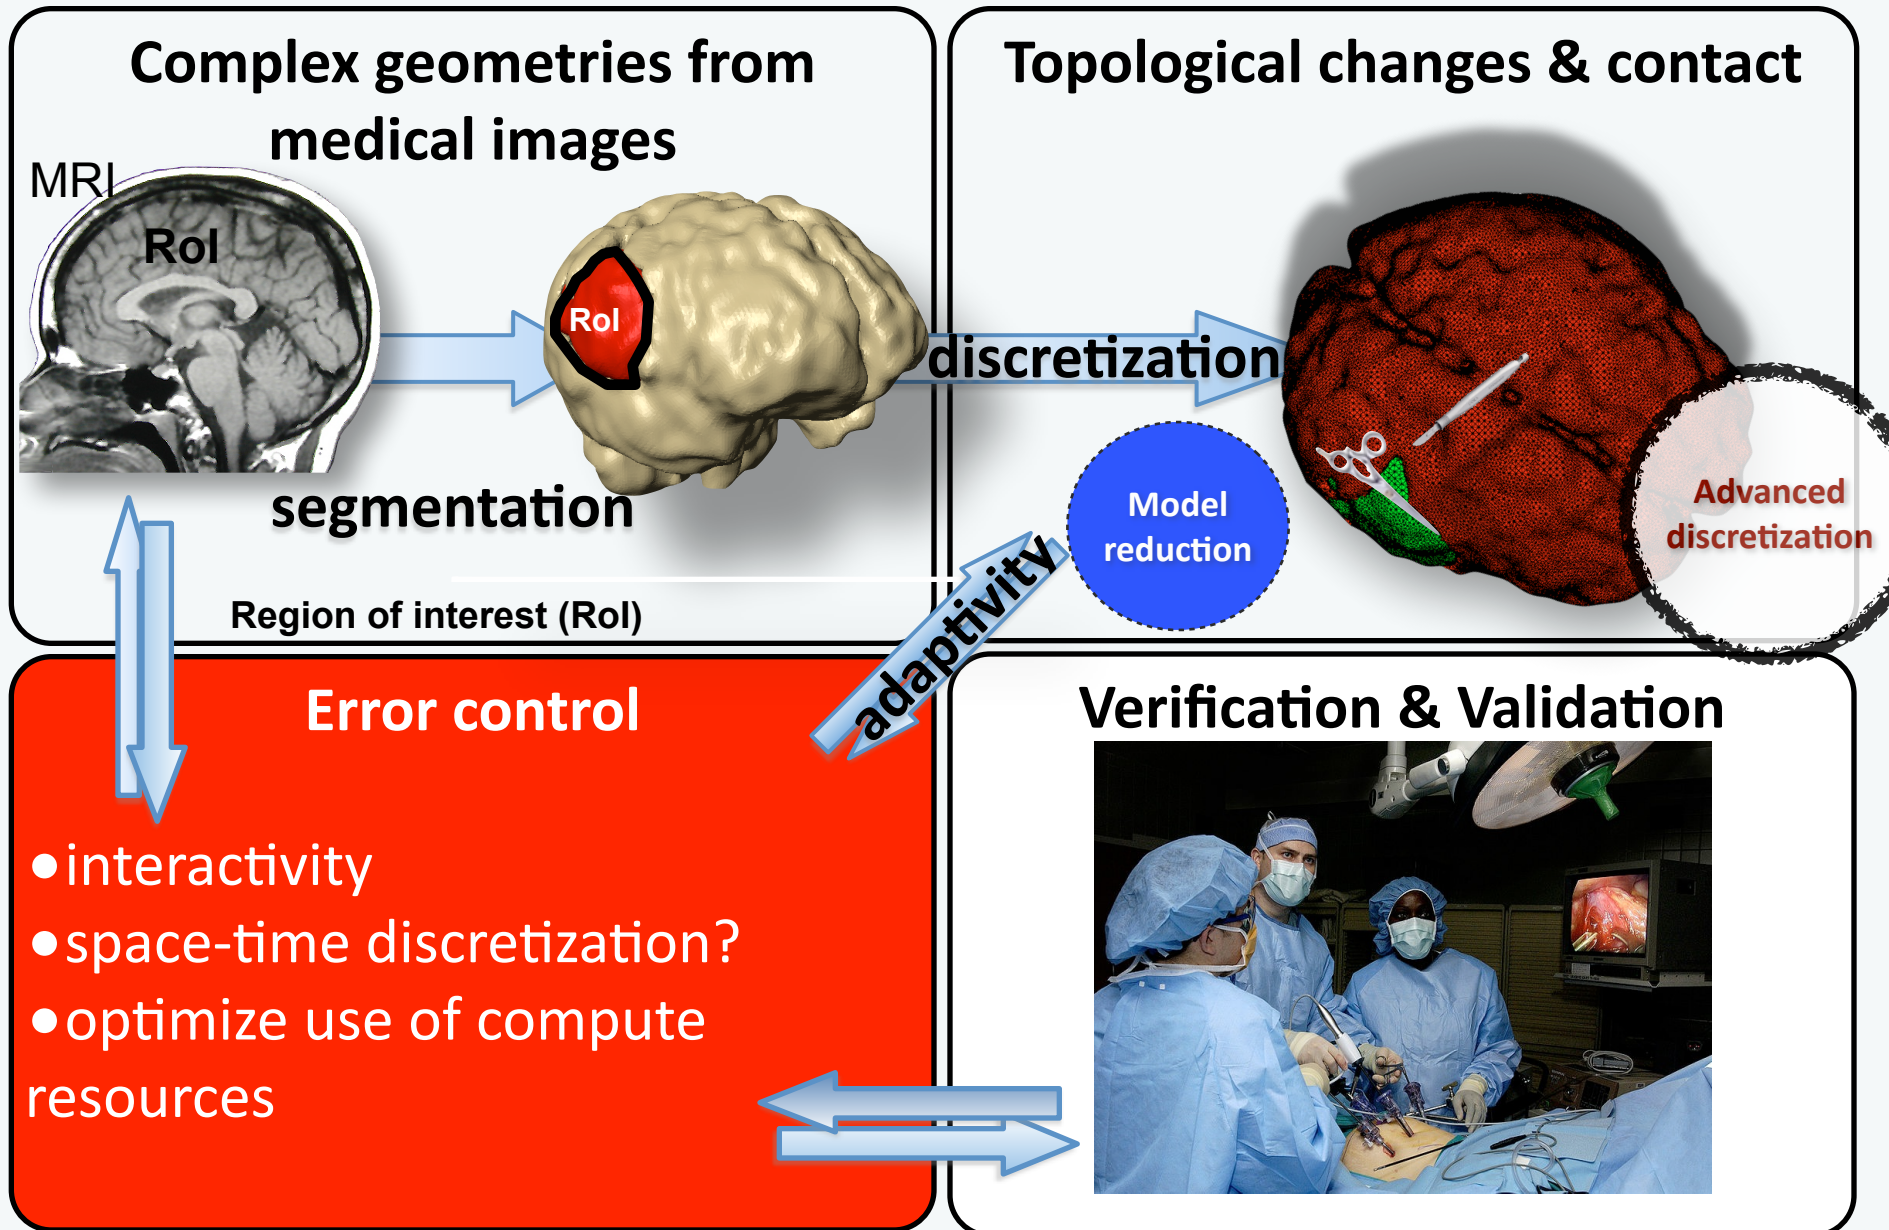 Complex geometries from
medical images
MRI
RoI
RoI
segmentation
Region of interest (RoI)
Topological changes & contact
discretization
Model
reduction
Advanced
discretization
adaptivity
Error control
•interactivity
•space-time discretization?
•optimize use of compute
resources
Verification & Validation